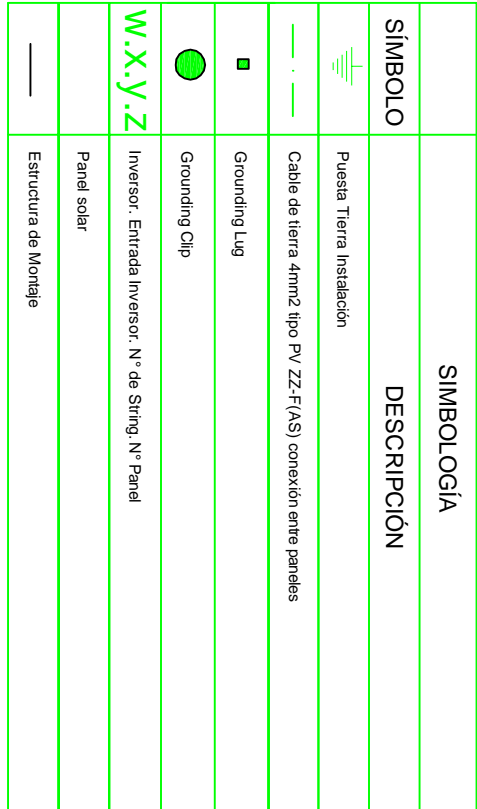 SIMBOLOGÍA
SÍMBOLO DESCRIPCIÓN
Puesta Tierra Instalación
Cable de tierra 4mm2 tipo PV ZZ-F(AS) conexión entre paneles
Grounding Lug
Grounding Clip
w.x.y.z Inversor. Entrada Inversor. N° de String. N° Panel
Panel solar
Estructura de Montaje